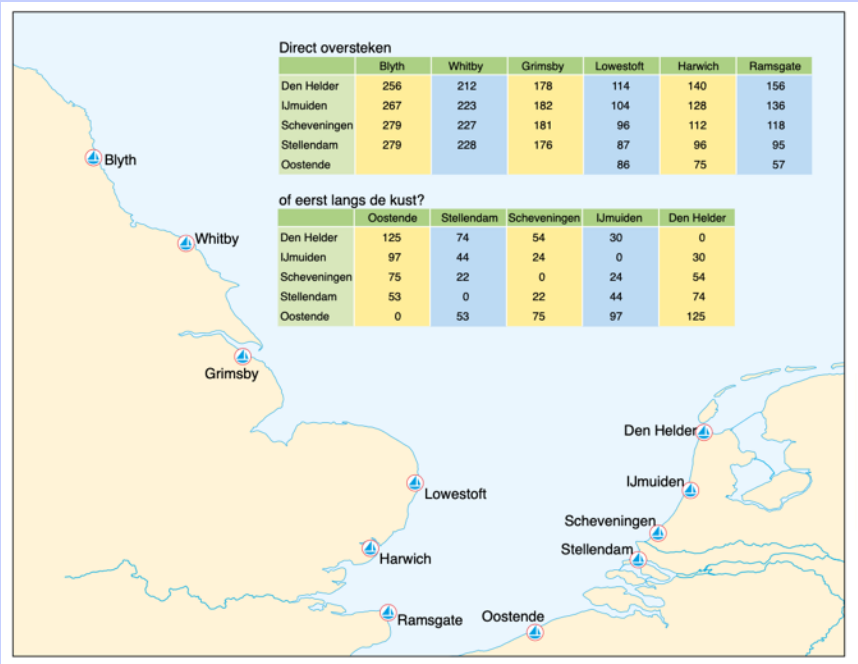 Direct oversteken
Blyth Whitby Grimsby Lowestoft Harwich Ramsgate
Den Helder 256 212 178 114 140 156
IJmuiden 267 223 182 104 128 136
Scheveningen 279 227 181 96 112 118
Stellendam 279 228 176 87 96 95
Oostende 86 75 57
of eerst langs de kust?
Oostende Stellendam Scheveningen IJmuiden Den Helder
Den Helder 125 74 54 30 0
IJmuiden 97 44 24 0 30
Scheveningen 75 22 0 24 54
Stellendam 53 0 22 44 74
Oostende 0 53 75 97 125
Blyth
Whitby
Grimsby
Den Helder
IJmuiden
Lowestoft
Scheveningen
Stellendam
Harwich
Oostende
Ramsgate